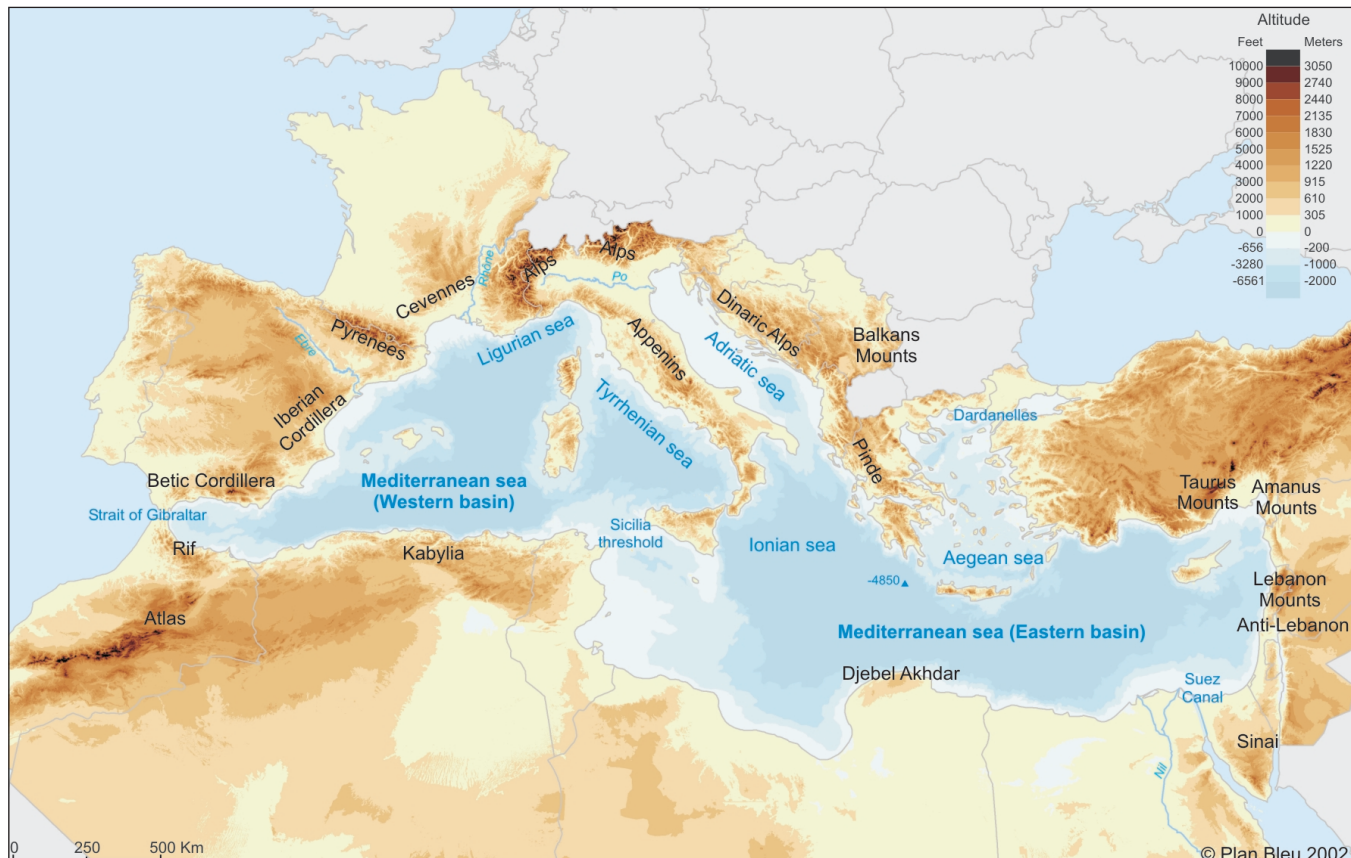 Altitude
Feet Meters
10000 3050
9000 2740
8000 2440
7000 2135
6000 1830
5000 1525
4000 1220
3000 915
2000 610
1000 305
0 0
-656 -200
-3280 -1000
-6561 -2000
Alps
Alps
Rhône
Po
Cevennes
Pyrenees
Ebre
Ligurian sea
Appenins
Dinaric Alps
Adriatic sea
Balkans
Mounts
Iberian
Cordillera
Tyrrhenian sea
Dardanelles
Pinde
Betic Cordillera
Mediterranean sea
(Western basin)
Taurus
Mounts
Amanus
Mounts
Strait of Gibraltar
Sicilia
threshold
Ionian sea
Rif
Kabylia
Aegean sea
-4850
Lebanon
Mounts
Atlas
Anti-Lebanon
Mediterranean sea (Eastern basin)
Djebel Akhdar
Suez
Canal
Sinai
Nil
0 250 500 Km
© Plan Bleu 2002